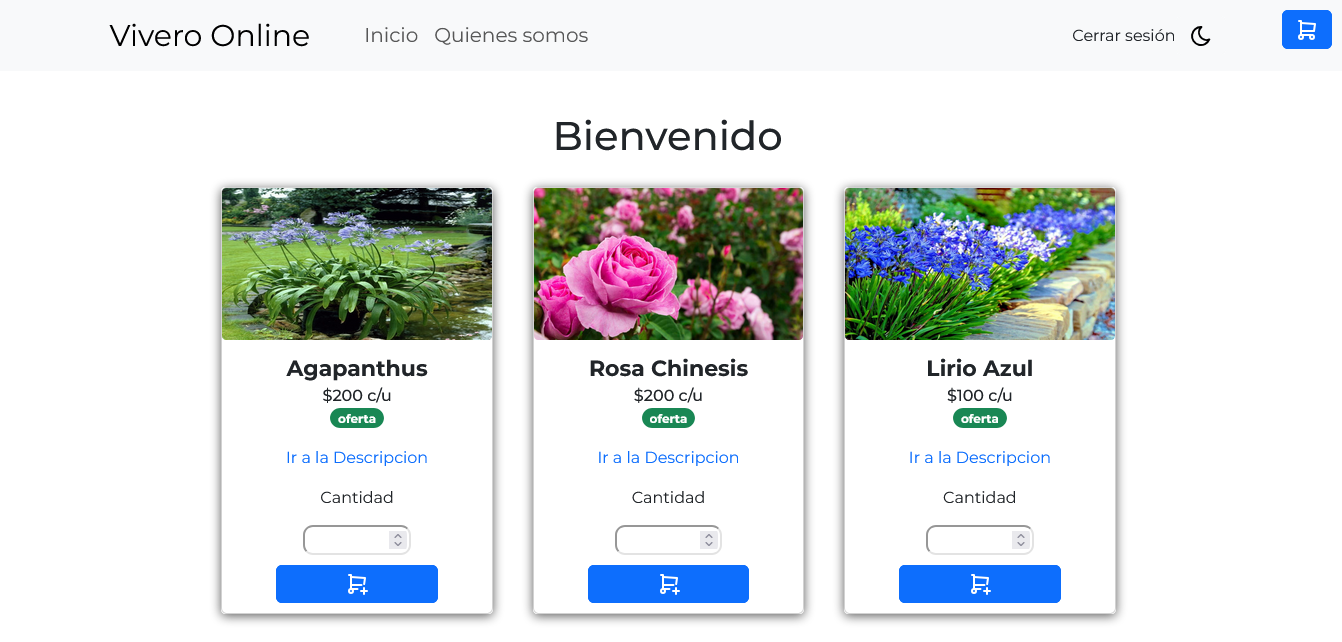 Vivero Online
Inicio
Quienes somos
Cerrar sesión
Bienvenido
Agapanthus
$200 c/u
oferta
Ir a la Descripcion
Cantidad
Rosa Chinesis
$200 c/u
oferta
Ir a la Descripcion
Cantidad
Lirio Azul
$100 c/u
oferta
Ir a la Descripcion
Cantidad